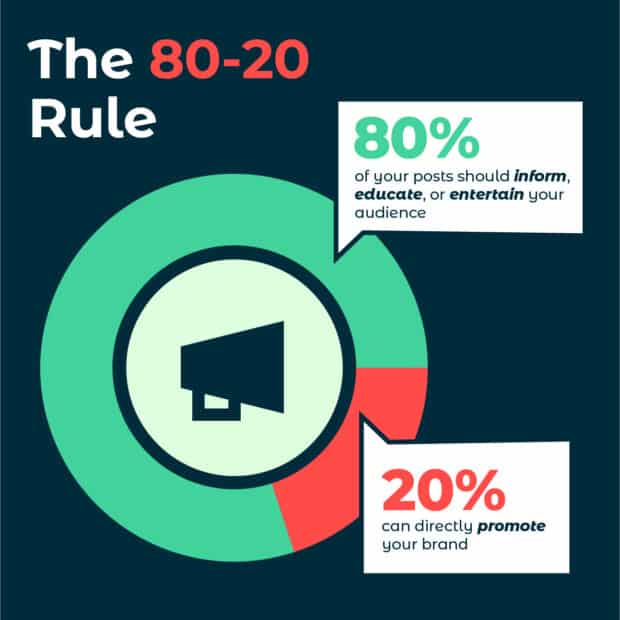 The 80-20
Rule
80%
of your posts should inform,
educate, or entertain your
audience
20%
can directly promote
your brand